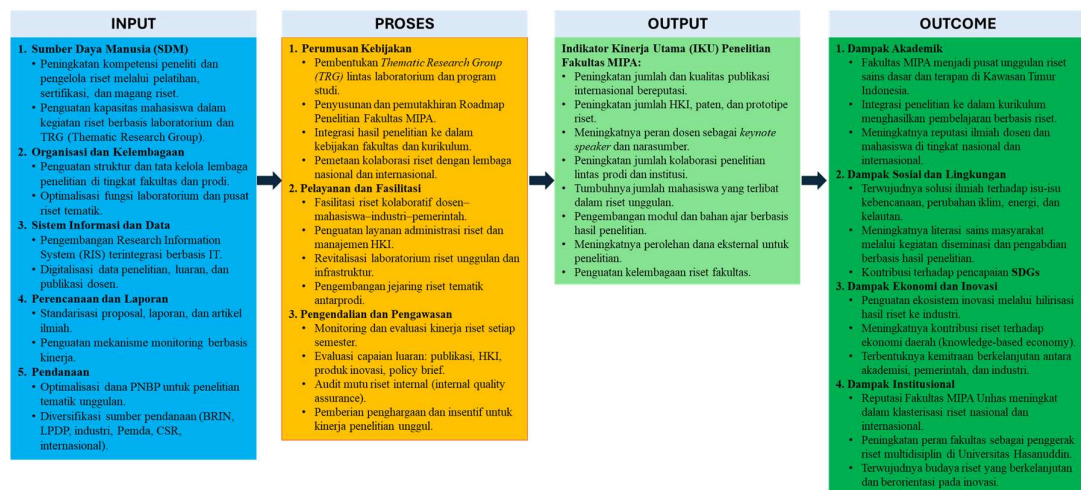 INPUT
1. Sumber Daya Manusia (SDM)
• Peningkatan kompetensi peneliti dan
pengelola riset melalui pelatihan,
sertifikasi, dan magang riset.
• Penguatan kapasitas mahasiswa dalam
kegiatan riset berbasis laboratorium dan
TRG (Thematic Research Group).
2. Organisasi dan Kelembagaan
• Penguatan struktur dan tata kelola lembaga
penelitian di tingkat fakultas dan prodi.
• Optimalisasi fungsi laboratorium dan pusat
riset tematik.
3. Sistem Informasi dan Data
• Pengembangan Research Information
System (RIS) terintegrasi berbasis IT.
• Digitalisasi data penelitian, luaran, dan
publikasi dosen.
4. Perencanaan dan Laporan
• Standarisasi proposal, laporan, dan artikel
ilmiah.
• Penguatan mekanisme monitoring berbasis
kinerja.
5. Pendanaan
• Optimalisasi dana PNBP untuk penelitian
tematik unggulan.
• Diversifikasi sumber pendanaan (BRIN,
LPDP, industri, Pemda, CSR,
internasional).
PROSES
1. Perumusan Kebijakan
• Pembentukan Thematic Research Group
(TRG) lintas laboratorium dan program
studi.
• Penyusunan dan pemutakhiran Roadmap
Penelitian Fakultas MIPA.
• Integrasi hasil penelitian ke dalam
kebijakan fakultas dan kurikulum.
• Pemetaan kolaborasi riset dengan lembaga
nasional dan internasional.
2. Pelayanan dan Fasilitasi
• Fasilitasi riset kolaboratif dosen–
mahasiswa–industri–pemerintah.
• Penguatan layanan administrasi riset dan
manajemen HKI.
• Revitalisasi laboratorium riset unggulan dan
infrastruktur.
• Pengembangan jejaring riset tematik
antarprodi.
3. Pengendalian dan Pengawasan
• Monitoring dan evaluasi kinerja riset setiap
semester.
• Evaluasi capaian luaran: publikasi, HKI,
produk inovasi, policy brief.
• Audit mutu riset internal (internal quality
assurance).
• Pemberian penghargaan dan insentif untuk
kinerja penelitian unggul.
OUTPUT
Indikator Kinerja Utama (IKU) Penelitian
Fakultas MIPA:
• Peningkatan jumlah dan kualitas publikasi
internasional bereputasi.
• Peningkatan jumlah HKI, paten, dan prototipe
riset.
• Meningkatnya peran dosen sebagai keynote
speaker dan narasumber.
• Peningkatan jumlah kolaborasi penelitian
lintas prodi dan institusi.
• Tumbuhnya jumlah mahasiswa yang terlibat
dalam riset unggulan.
• Pengembangan modul dan bahan ajar berbasis
hasil penelitian.
• Meningkatnya perolehan dana eksternal untuk
penelitian.
• Penguatan kelembagaan riset fakultas.
OUTCOME
1. Dampak Akademik
• Fakultas MIPA menjadi pusat unggulan riset
sains dasar dan terapan di Kawasan Timur
Indonesia.
• Integrasi penelitian ke dalam kurikulum
menghasilkan pembelajaran berbasis riset.
• Meningkatnya reputasi ilmiah dosen dan
mahasiswa di tingkat nasional dan
internasional.
2. Dampak Sosial dan Lingkungan
• Terwujudnya solusi ilmiah terhadap isu-isu
kebencanaan, perubahan iklim, energi, dan
kelautan.
• Meningkatnya literasi sains masyarakat
melalui kegiatan diseminasi dan pengabdian
berbasis hasil penelitian.
• Kontribusi terhadap pencapaian SDGs
3. Dampak Ekonomi dan Inovasi
• Penguatan ekosistem inovasi melalui hilirisasi
hasil riset ke industri.
• Meningkatnya kontribusi riset terhadap
ekonomi daerah (knowledge-based economy).
• Terbentuknya kemitraan berkelanjutan antara
akademisi, pemerintah, dan industri.
4. Dampak Institusional
• Reputasi Fakultas MIPA Unhas meningkat
dalam klasterisasi riset nasional dan
internasional.
• Peningkatan peran fakultas sebagai penggerak
riset multidisiplin di Universitas Hasanuddin.
• Terwujudnya budaya riset yang berkelanjutan
dan berorientasi pada inovasi.